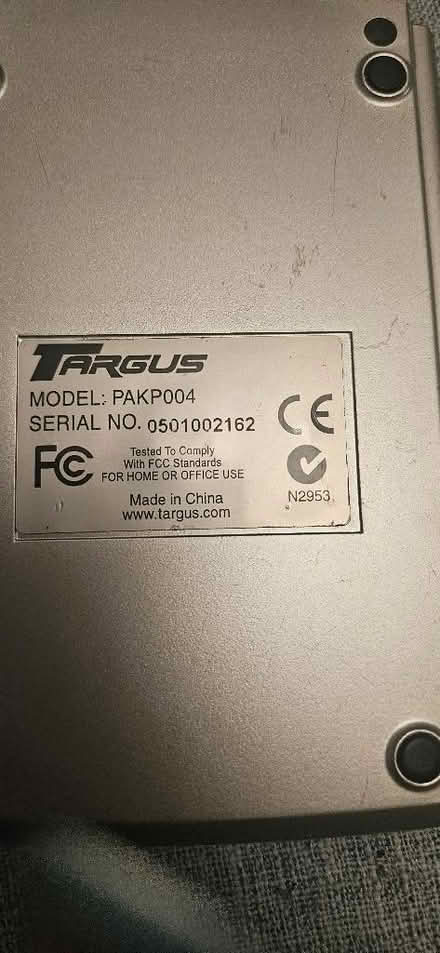 TARGUS
MODEL: PAKP004
SERIAL NO. 0501002162
CE
FC
Tested To Comply
With FCC Standards
FOR HOME OR OFFICE USE
N2953
Made in China
www.targus.com